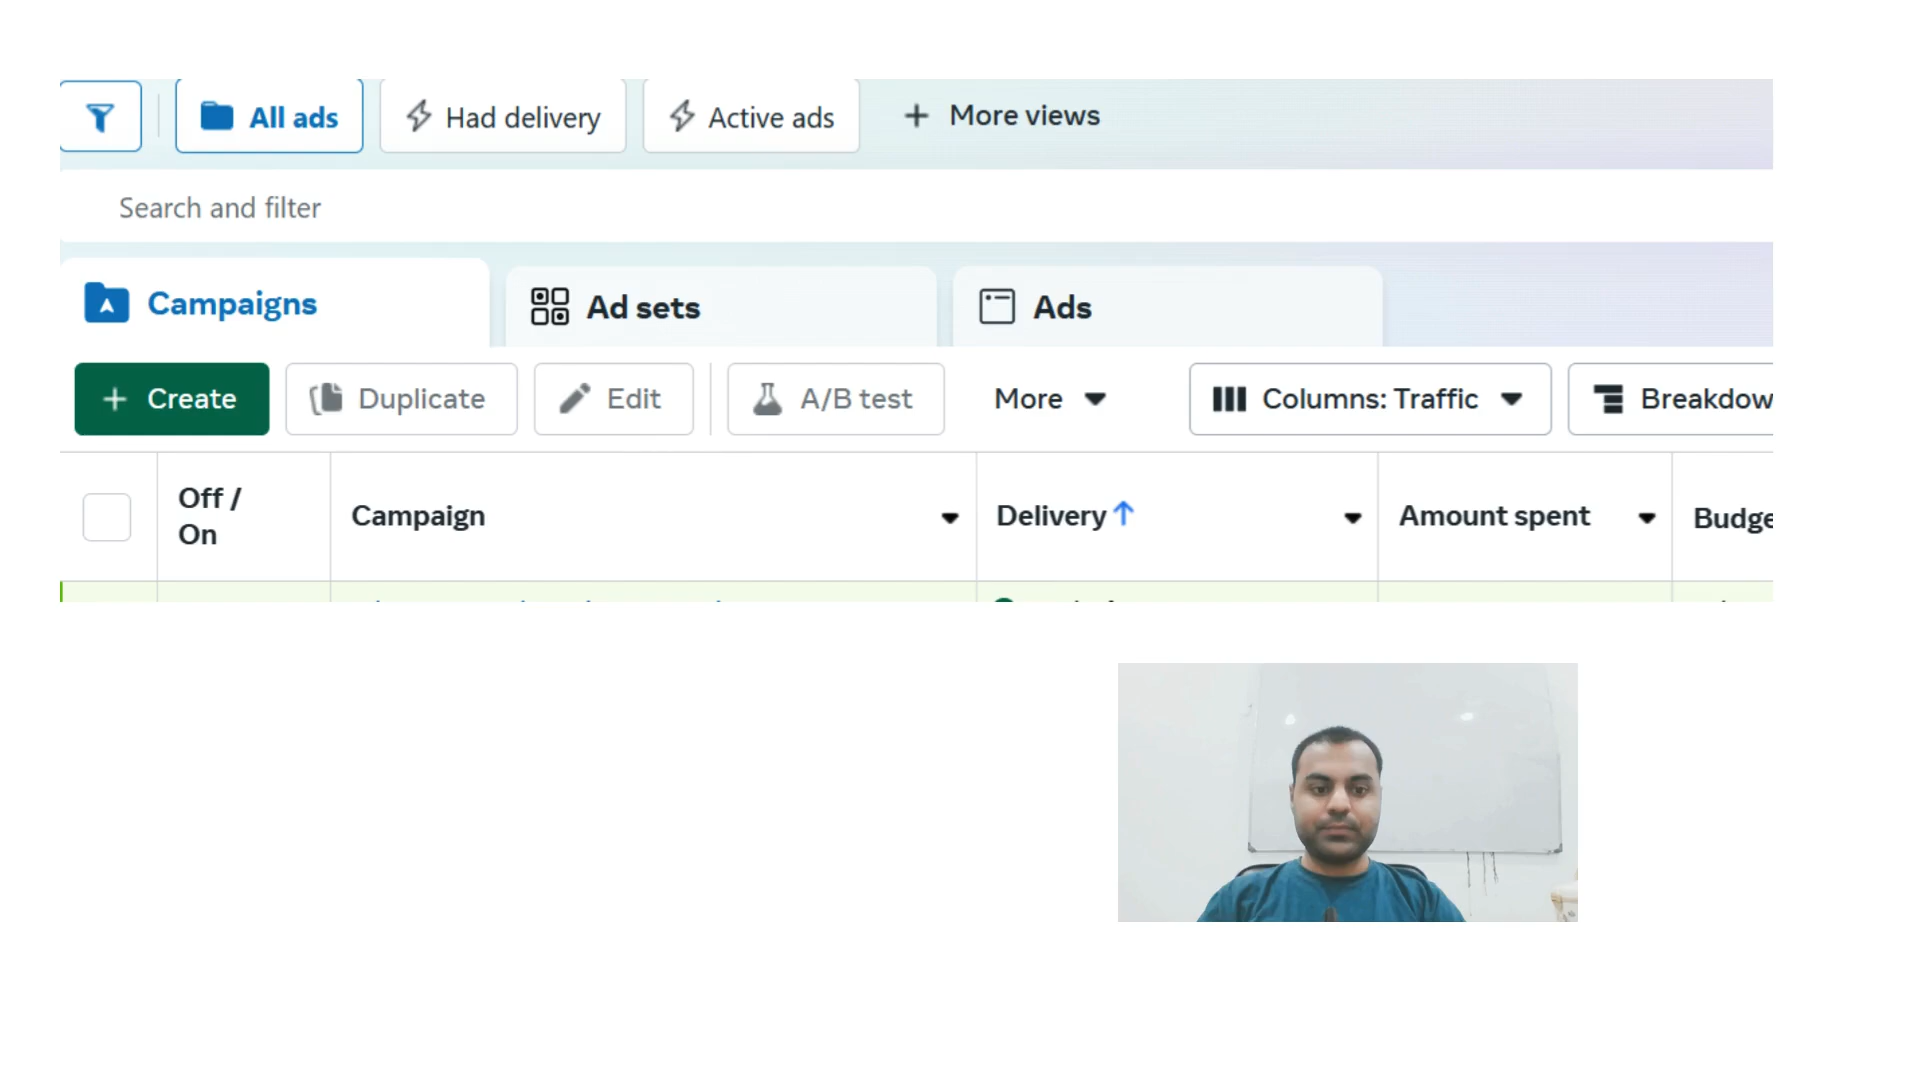 All ads
Had delivery
Active ads
+ More views
Search and filter
Campaigns
Ad sets
Ads
+ Create
Duplicate
Edit
A/B test
More
Columns: Traffic
Breakdow
Off /
On
Campaign
Delivery↑
Amount spent
Budge